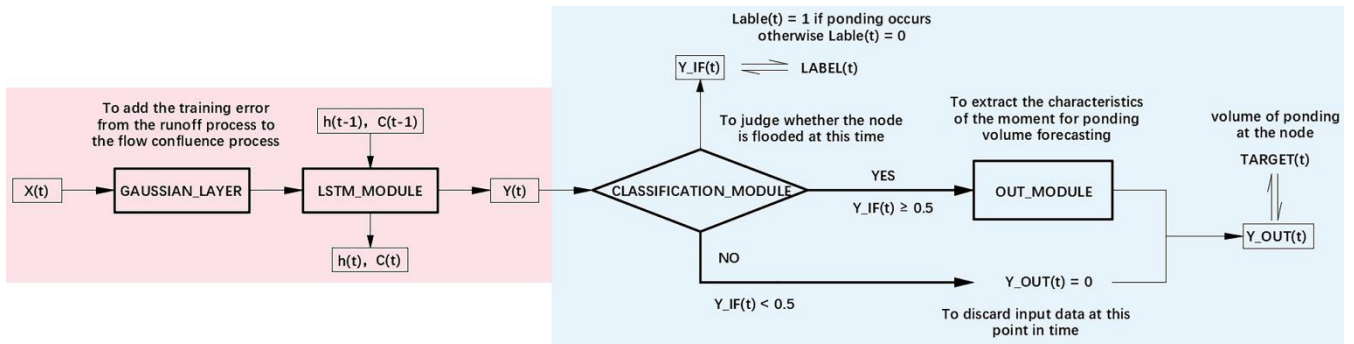 Lable(t) = 1 if ponding occurs
otherwise Lable(t) = 0
Y_IF(t)
LABEL(t)
To add the training error
from the runoff process to
the flow confluence process
h(t-1), C(t-1)
To judge whether the node
is flooded at this time
To extract the characteristics
of the moment for ponding
volume forecasting
volume of ponding
at the node
TARGET(t)
X(t)
GAUSSIAN_LAYER
LSTM_MODULE
Y(t)
CLASSIFICATION_MODULE
YES
Y_IF(t) ≥ 0.5
OUT_MODULE
Y_OUT(t)
h(t), C(t)
NO
Y_IF(t) < 0.5
Y_OUT(t) = 0
To discard input data at this
point in time